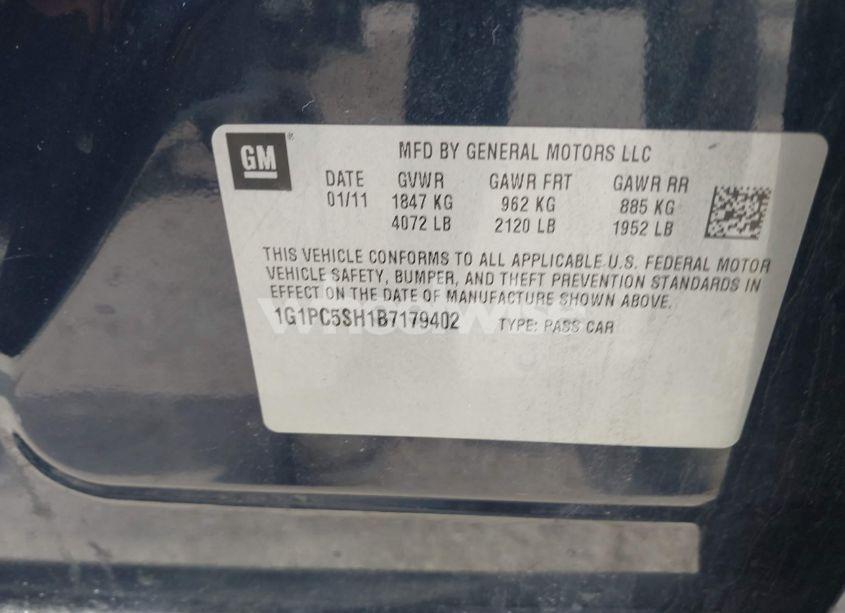 GM ® MFD BY GENERAL MOTORS LLC
DATE GVWR GAWR FRT GAWR RR
01/11 1847 KG 962 KG 885 KG
4072 LB 2120 LB 1952 LB
THIS VEHICLE CONFORMS TO ALL APPLICABLE U.S. FEDERAL MOTOR
VEHICLE SAFETY, BUMPER, AND THEFT PREVENTION STANDARDS IN
EFFECT ON THE DATE OF MANUFACTURE SHOWN ABOVE.
1G1PC5SH1B7179402 TYPE: PASS CAR